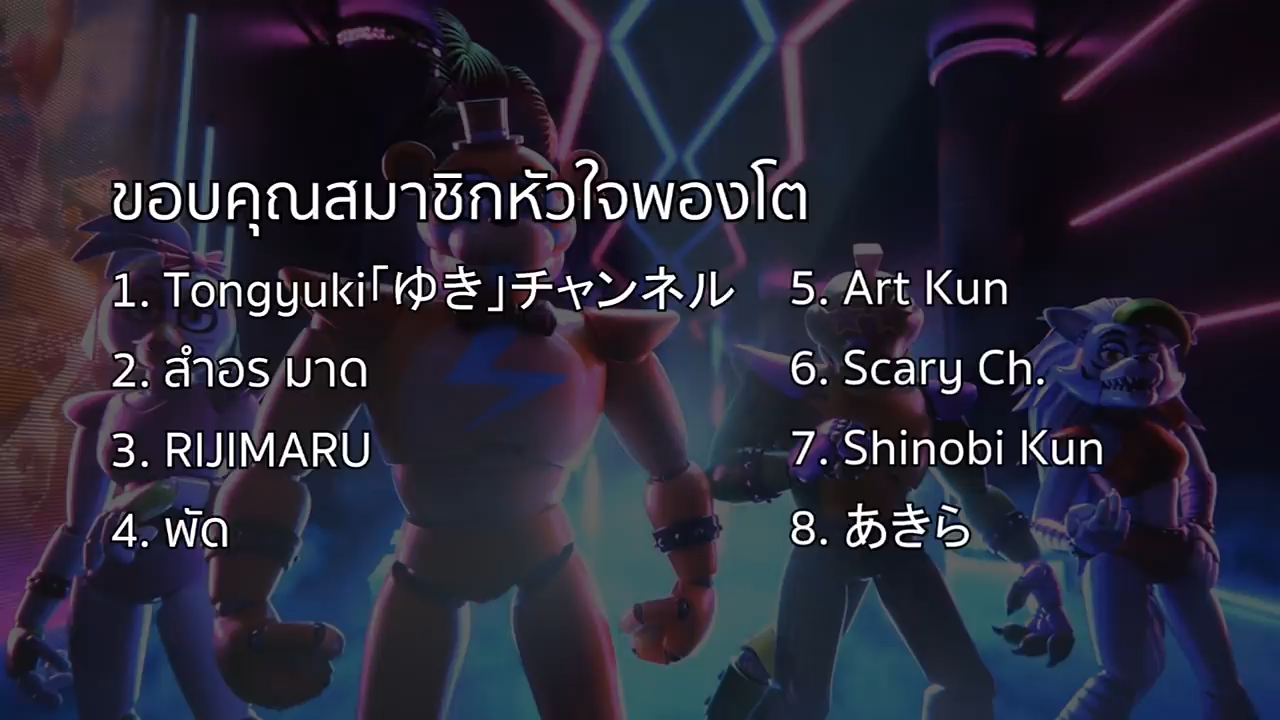 ขอบคุณสมาชิกหัวใจพองโต
1. Tongyuki「ゆき」チャンネル
2. สำอร มาด
3. RIJIMARU
4. พัด
5. Art Kun
6. Scary Ch.
7. Shinobi Kun
8. あきら